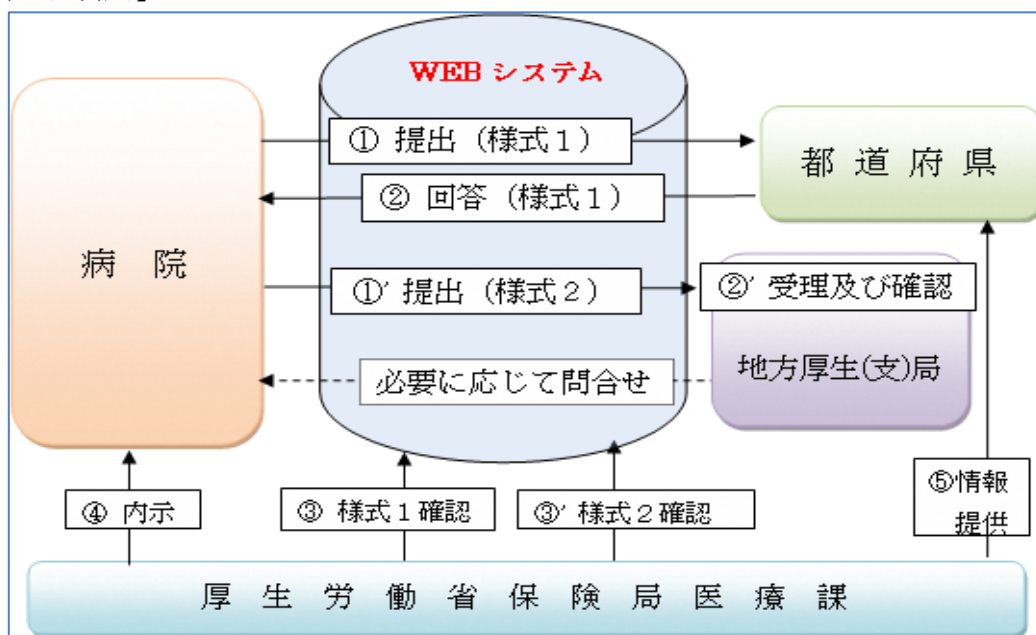 WEB システム
① 提出（様式１）
都 道 府 県
② 回答（様式１）
病 院
①’ 提出（様式２）
②’ 受理及び確認
地方厚生(支)局
必要に応じて問合せ
④ 内示
③ 様式１確認
③’ 様式２確認
⑤情報
提供
厚 生 労 働 省 保 険 局 医 療 課